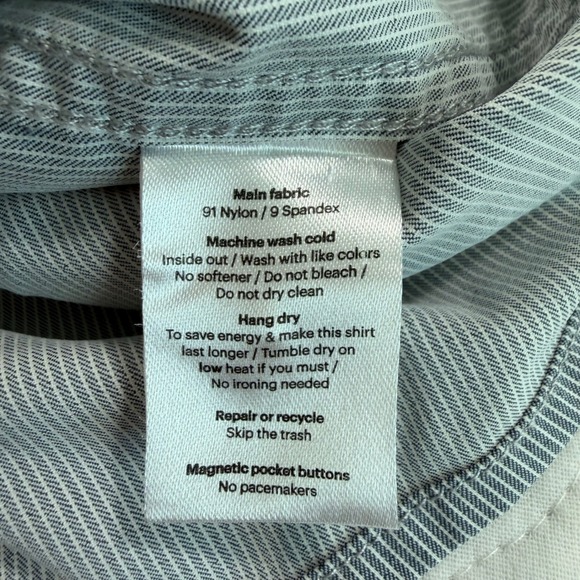 Main fabric
91 Nylon / 9 Spandex
Machine wash cold
Inside out / Wash with like colors
No softener / Do not bleach /
Do not dry clean
Hang dry
To save energy & make this shirt
last longer / Tumble dry on
low heat if you must /
No ironing needed
Repair or recycle
Skip the trash
Magnetic pocket buttons
No pacemakers